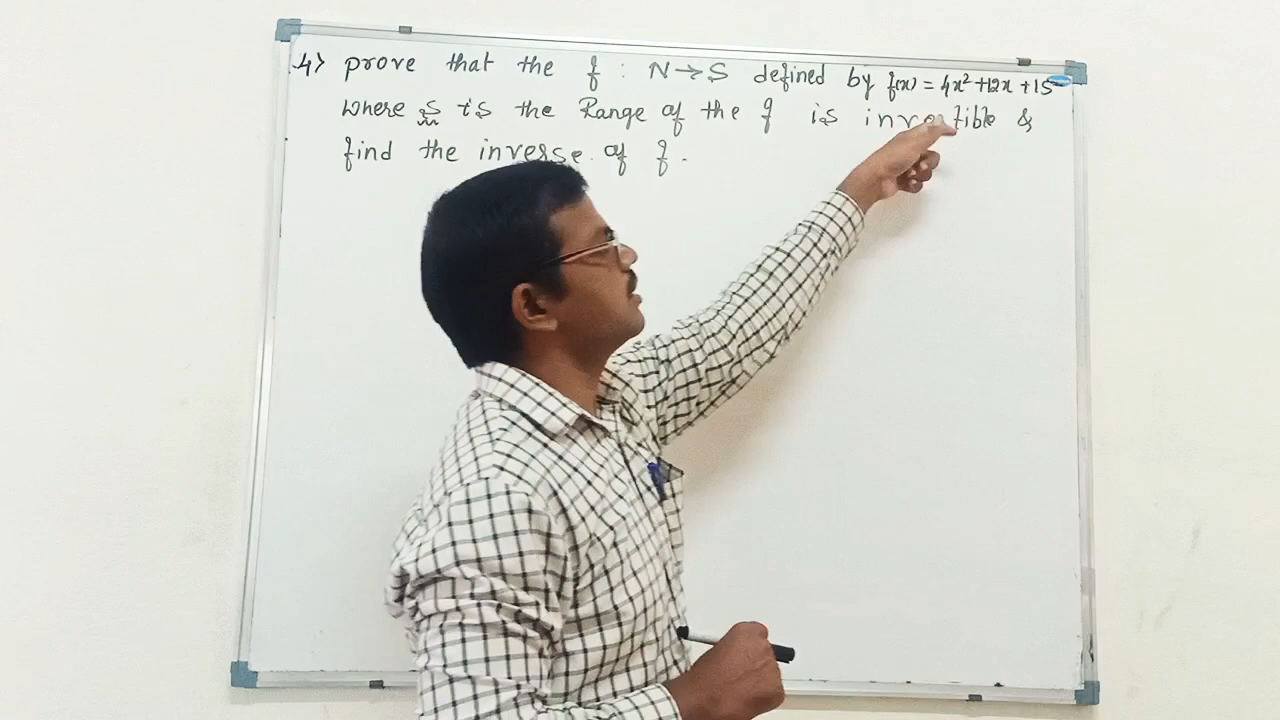 4> prove that the f : N→S defined by f(x) = 4x² +12x +15
where S is the Range of the f is invertible &
find the inverse of f.